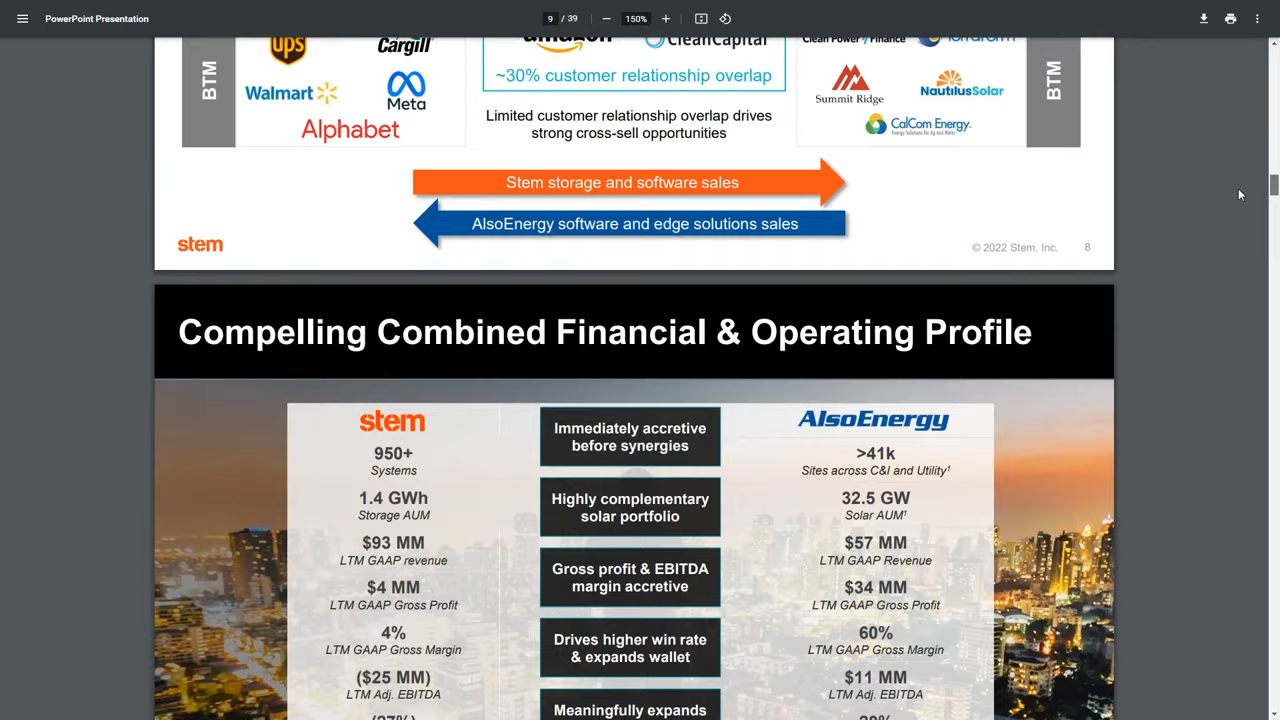 PowerPoint Presentation
9 / 39
150%
BTM
ups
Cargill
Walmart
Meta
Alphabet
amazon
CleanCapital
~30% customer relationship overlap
Limited customer relationship overlap drives
strong cross-sell opportunities
Clean Power Finance
Summit Ridge
NautilusSolar
CalCom Energy
BTM
Stem storage and software sales
AlsoEnergy software and edge solutions sales
stem
© 2022 Stem, Inc.
8
Compelling Combined Financial & Operating Profile
stem
950+
Systems
1.4 GWh
Storage AUM
$93 MM
LTM GAAP revenue
$4 MM
LTM GAAP Gross Profit
4%
LTM GAAP Gross Margin
($25 MM)
LTM Adj. EBITDA
Immediately accretive
before synergies
Highly complementary
solar portfolio
Gross profit & EBITDA
margin accretive
Drives higher win rate
& expands wallet
Meaningfully expands
AlsoEnergy
>41k
Sites across C&I and Utility¹
32.5 GW
Solar AUM¹
$57 MM
LTM GAAP Revenue
$34 MM
LTM GAAP Gross Profit
60%
LTM GAAP Gross Margin
$11 MM
LTM Adj. EBITDA